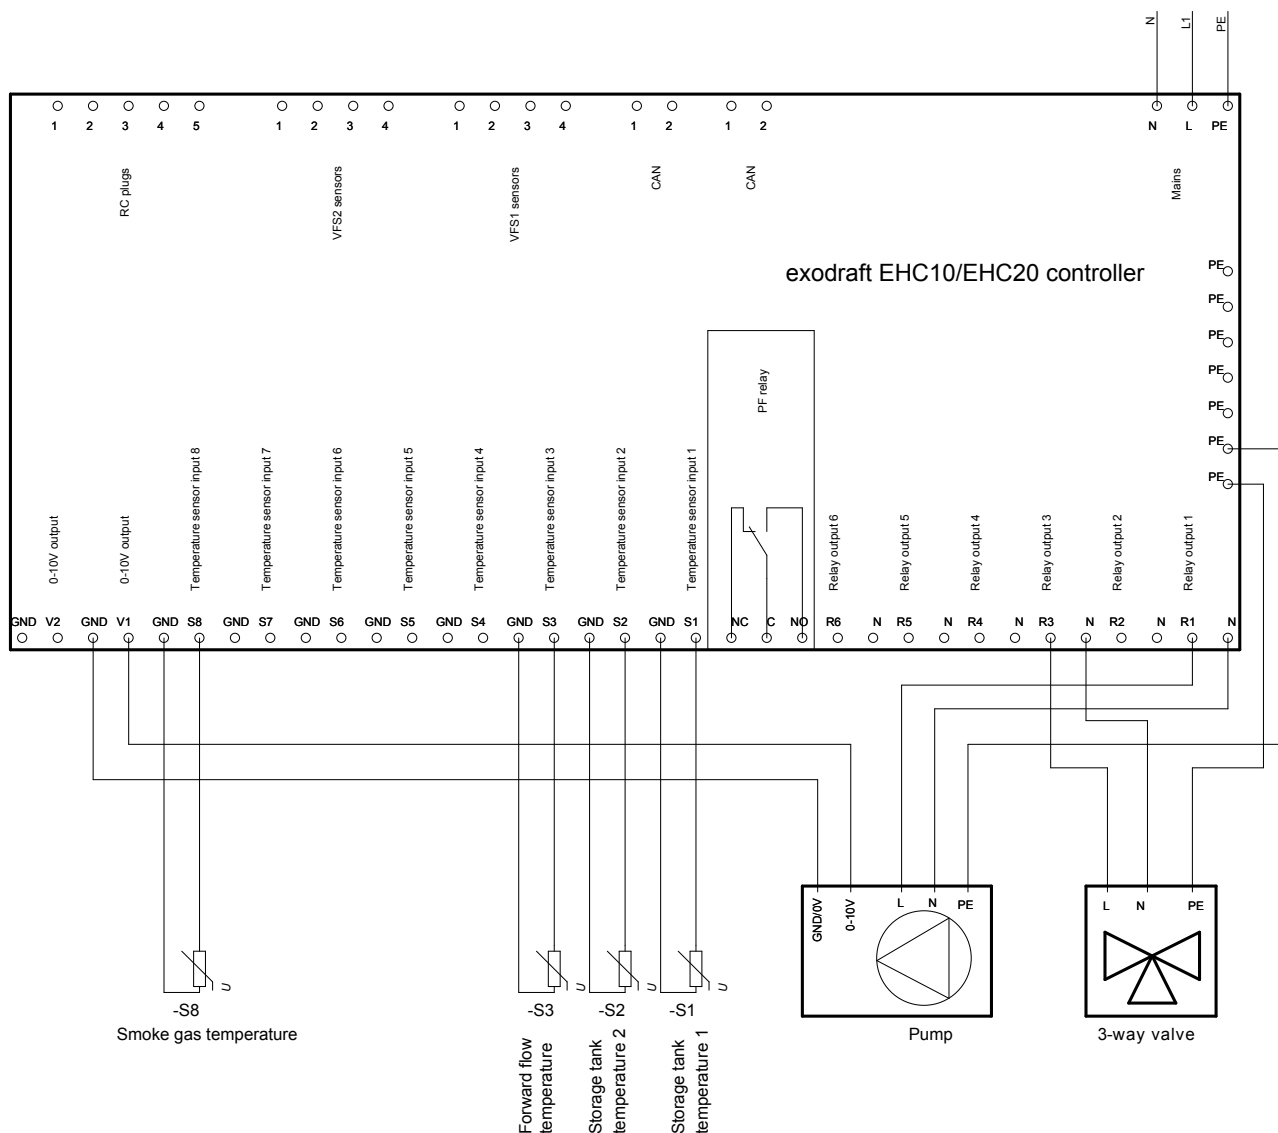 N L1 PE
1 2 3 4 5 1 2 3 4 1 2 3 4 1 2 1 2 N L PE
RC plugs
VFS2 sensors
VFS1 sensors
CAN
CAN
Mains
exodraft EHC10/EHC20 controller
PE
PE
PE
PE
PE
PE
PE
PF relay
0-10V output
0-10V output
Temperature sensor input 8
Temperature sensor input 7
Temperature sensor input 6
Temperature sensor input 5
Temperature sensor input 4
Temperature sensor input 3
Temperature sensor input 2
Temperature sensor input 1
Relay output 6
Relay output 5
Relay output 4
Relay output 3
Relay output 2
Relay output 1
GND V2 GND V1 GND S8 GND S7 GND S6 GND S5 GND S4 GND S3 GND S2 GND S1 NC C NO R6 N R5 N R4 N R3 N R2 N R1 N
GND/0V
0-10V
L N PE
L N PE
U U U U
-S8
Smoke gas temperature
-S3
Forward flow
temperature
-S2
Storage tank
temperature 2
-S1
Storage tank
temperature 1
Pump
3-way valve